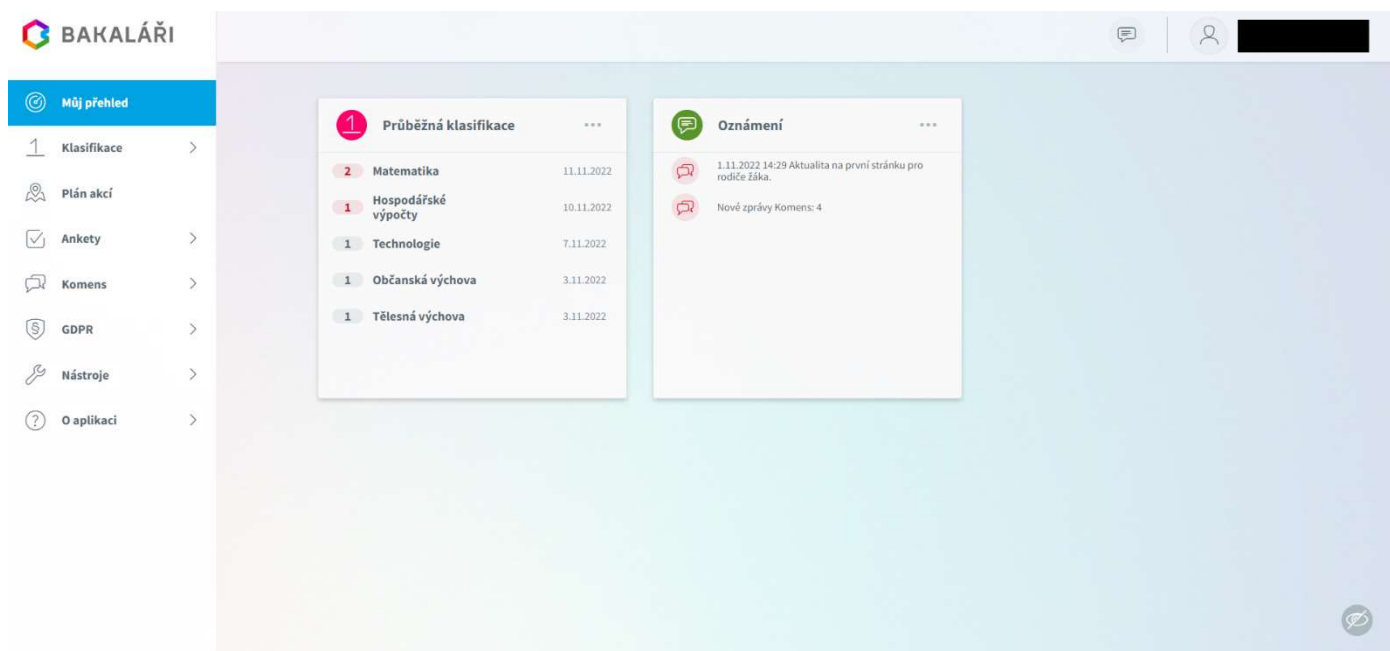 BAKALÁŘI
Můj přehled
Klasifikace
Plán akcí
Ankety
Komens
GDPR
Nástroje
O aplikaci
1 Průběžná klasifikace
2 Matematika 11.11.2022
1 Hospodářské
výpočty 10.11.2022
1 Technologie 7.11.2022
1 Občanská výchova 3.11.2022
1 Tělesná výchova 3.11.2022
Oznámení
1.11.2022 14:29 Aktualita na první stránku pro
rodiče žáka.
Nové zprávy Komens: 4